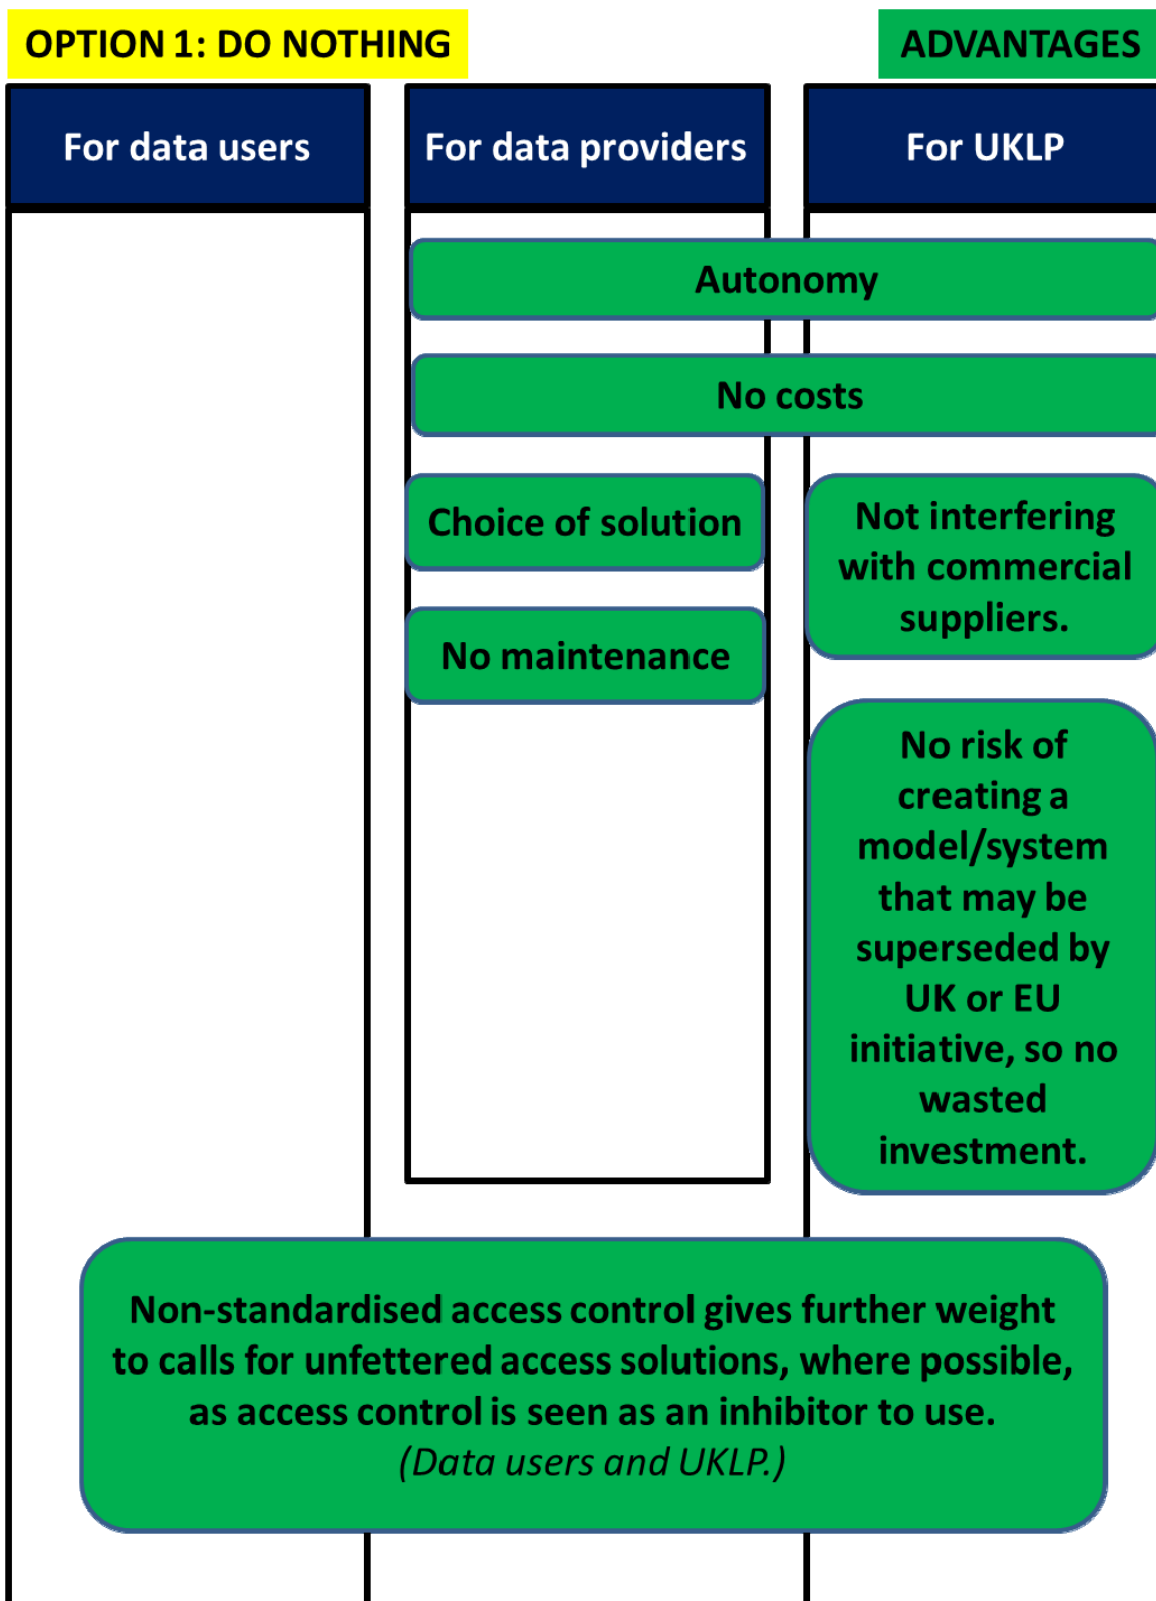 OPTION 1: DO NOTHING
ADVANTAGES
For data users
For data providers
For UKLP
Autonomy
No costs
Choice of solution
No maintenance
Not interfering
with commercial
suppliers.
No risk of
creating a
model/system
that may be
superseded by
UK or EU
initiative, so no
wasted
investment.
Non-standardised access control gives further weight
to calls for unfettered access solutions, where possible,
as access control is seen as an inhibitor to use.
(Data users and UKLP.)